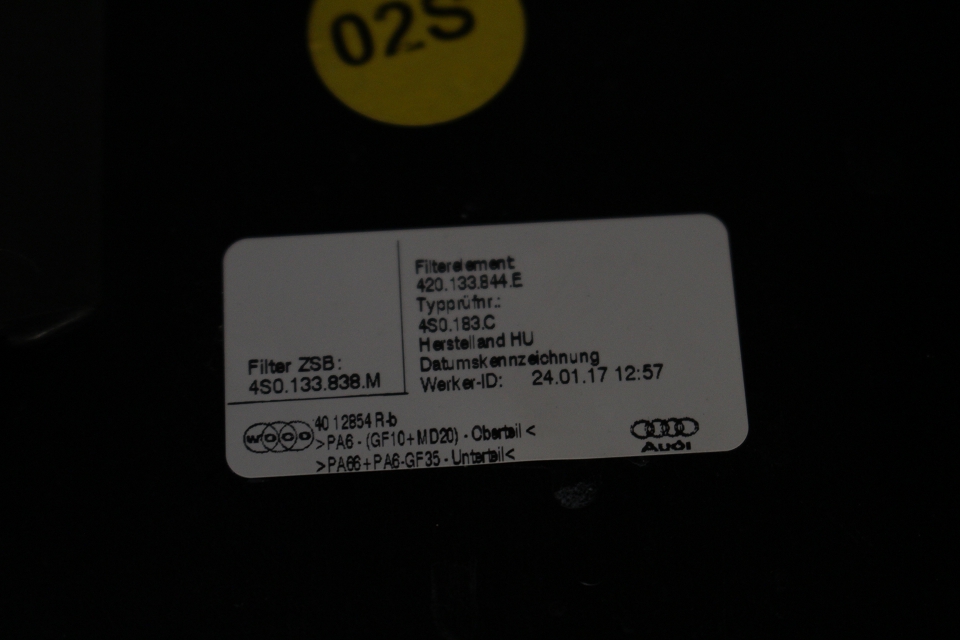 02S
Filterelement
420.133.844.E
Typprüfnr.:
4S0.183.C
Herstelland HU
Datumskennzeichnung
Werker-ID: 24.01.17 12:57
Filter ZSB:
4S0.133.838.M
40 12854 R-b
>PA6 - (GF10+MD20) - Oberteil <
>PA66+PA6-GF35 - Unterteil<
Audi